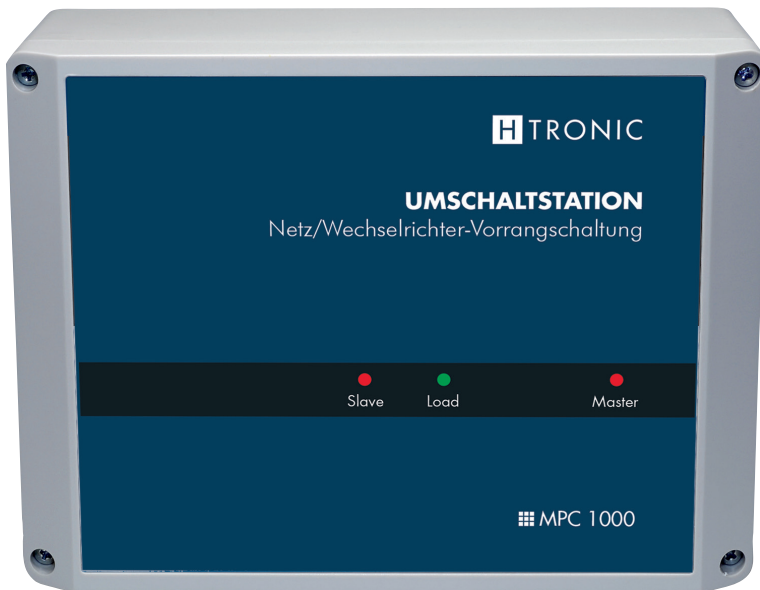 H TRONIC
UMSCHALTSTATION
Netz/Wechselrichter-Vorrangschaltung
Slave Load Master
MPC 1000